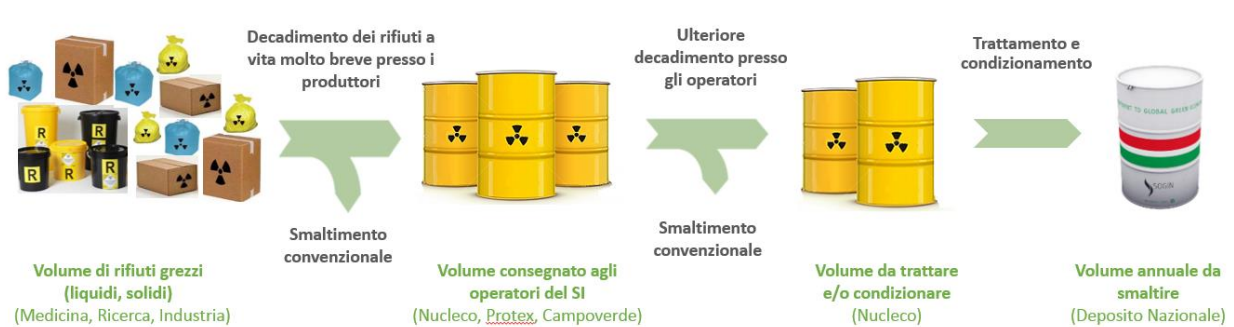 Decadimento dei rifiuti a
vita molto breve presso i
produttori
Ulteriore
decadimento presso
gli operatori
Trattamento e
condizionamento
R
R
R
R
R
SOGIN
Smaltimento
convenzionale
Smaltimento
convenzionale
Volume di rifiuti grezzi
(liquidi, solidi)
(Medicina, Ricerca, Industria)
Volume consegnato agli
operatori del SI
(Nucleco, Protex, Campoverde)
Volume da trattare
e/o condizionare
(Nucleco)
Volume annuale da
smaltire
(Deposito Nazionale)